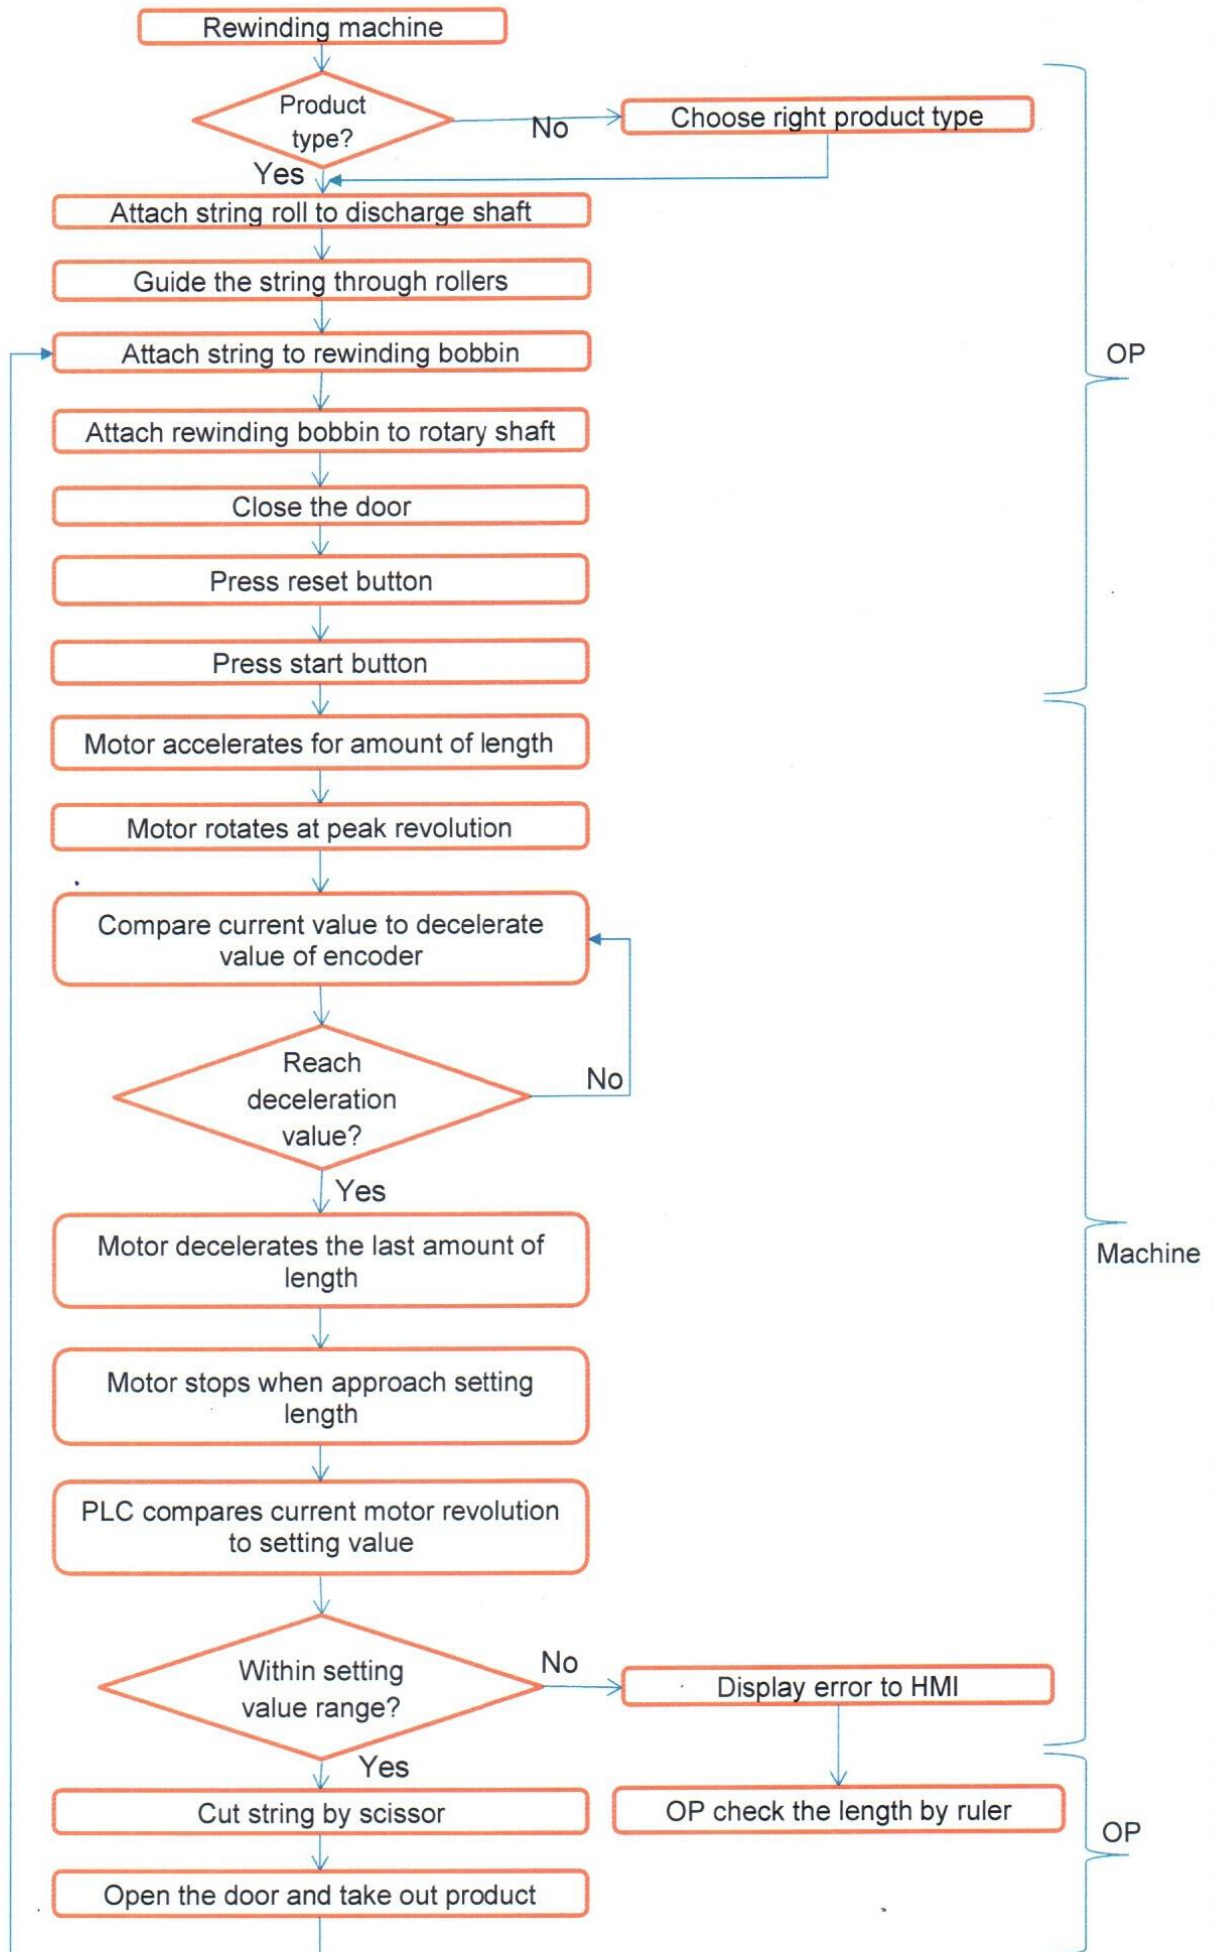 Rewinding machine
Product
type?
No
Choose right product type
Yes
Attach string roll to discharge shaft
Guide the string through rollers
Attach string to rewinding bobbin
OP
Attach rewinding bobbin to rotary shaft
Close the door
Press reset button
Press start button
Motor accelerates for amount of length
Motor rotates at peak revolution
Compare current value to decelerate
value of encoder
Reach
deceleration
value?
No
Yes
Motor decelerates the last amount of
length
Machine
Motor stops when approach setting
length
PLC compares current motor revolution
to setting value
Within setting
value range?
No
Display error to HMI
Yes
Cut string by scissor
OP check the length by ruler
OP
Open the door and take out product